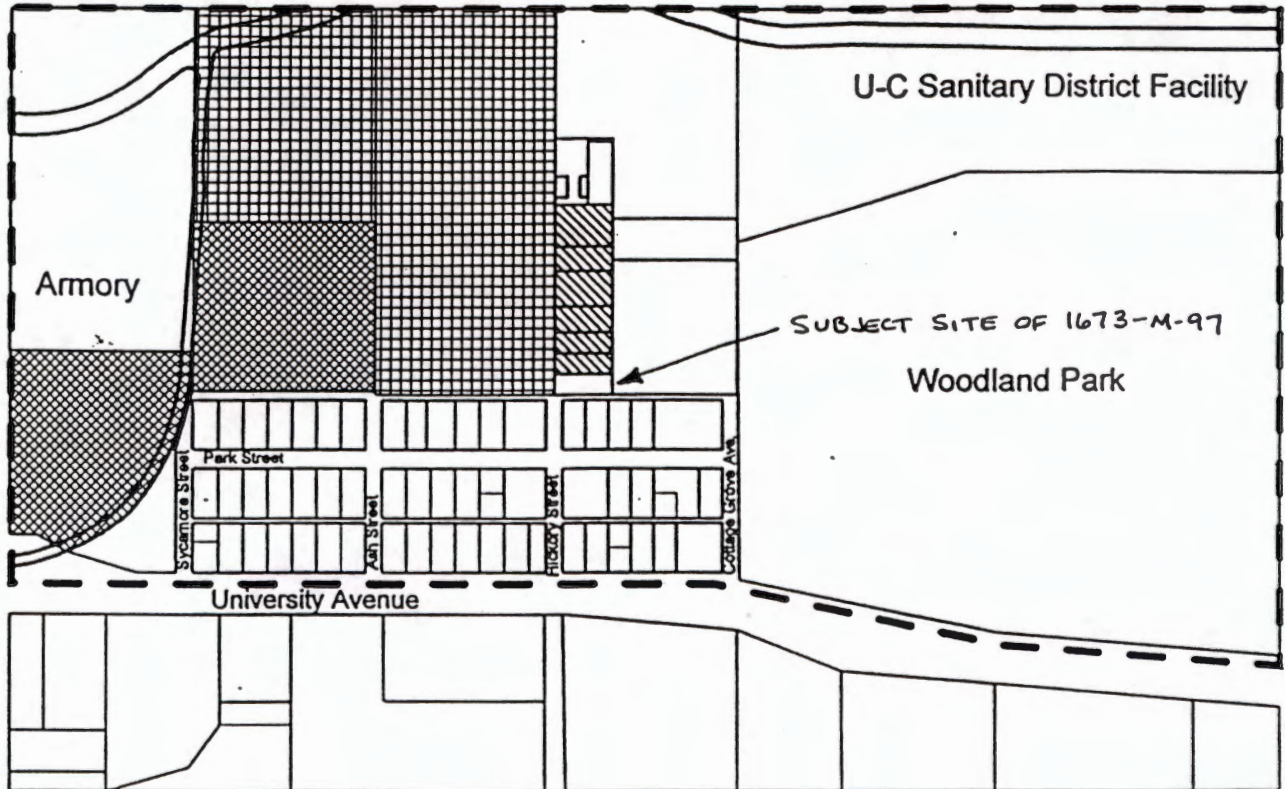 U-C Sanitary District Facility
Armory
SUBJECT SITE OF 1673-M-97
Woodland Park
Park Street
Sycamore Street
Ash Street
Hickory Street
Cottage Grove Ave.
University Avenue